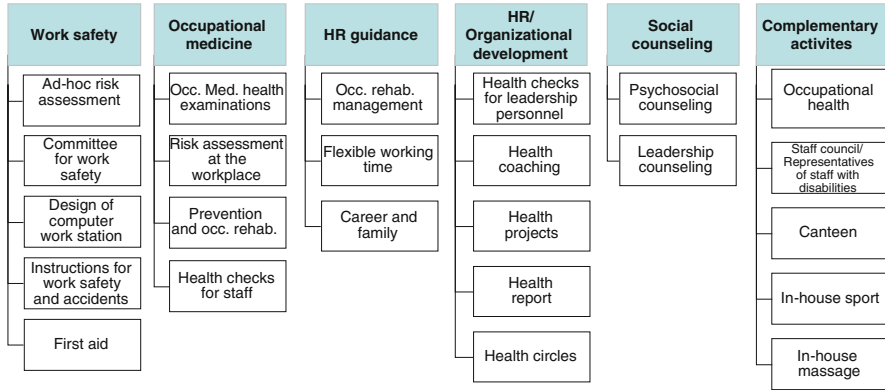 Work safety
Ad-hoc risk
assessment
Committee
for work
safety
Design of
computer
work station
Instructions for
work safety
and accidents
First aid
Occupational
medicine
Occ. Med. health
examinations
Risk assessment
at the
workplace
Prevention
and occ. rehab.
Health checks
for staff
HR guidance
Occ. rehab.
management
Flexible working
time
Career and
family
HR/
Organizational
development
Health checks
for leadership
personnel
Health
coaching
Health
projects
Health
report
Health circles
Social
counseling
Psychosocial
counseling
Leadership
counseling
Complementary
activites
Occupational
health
Staff council/
Representatives
of staff with
disabilities
Canteen
In-house sport
In-house
massage